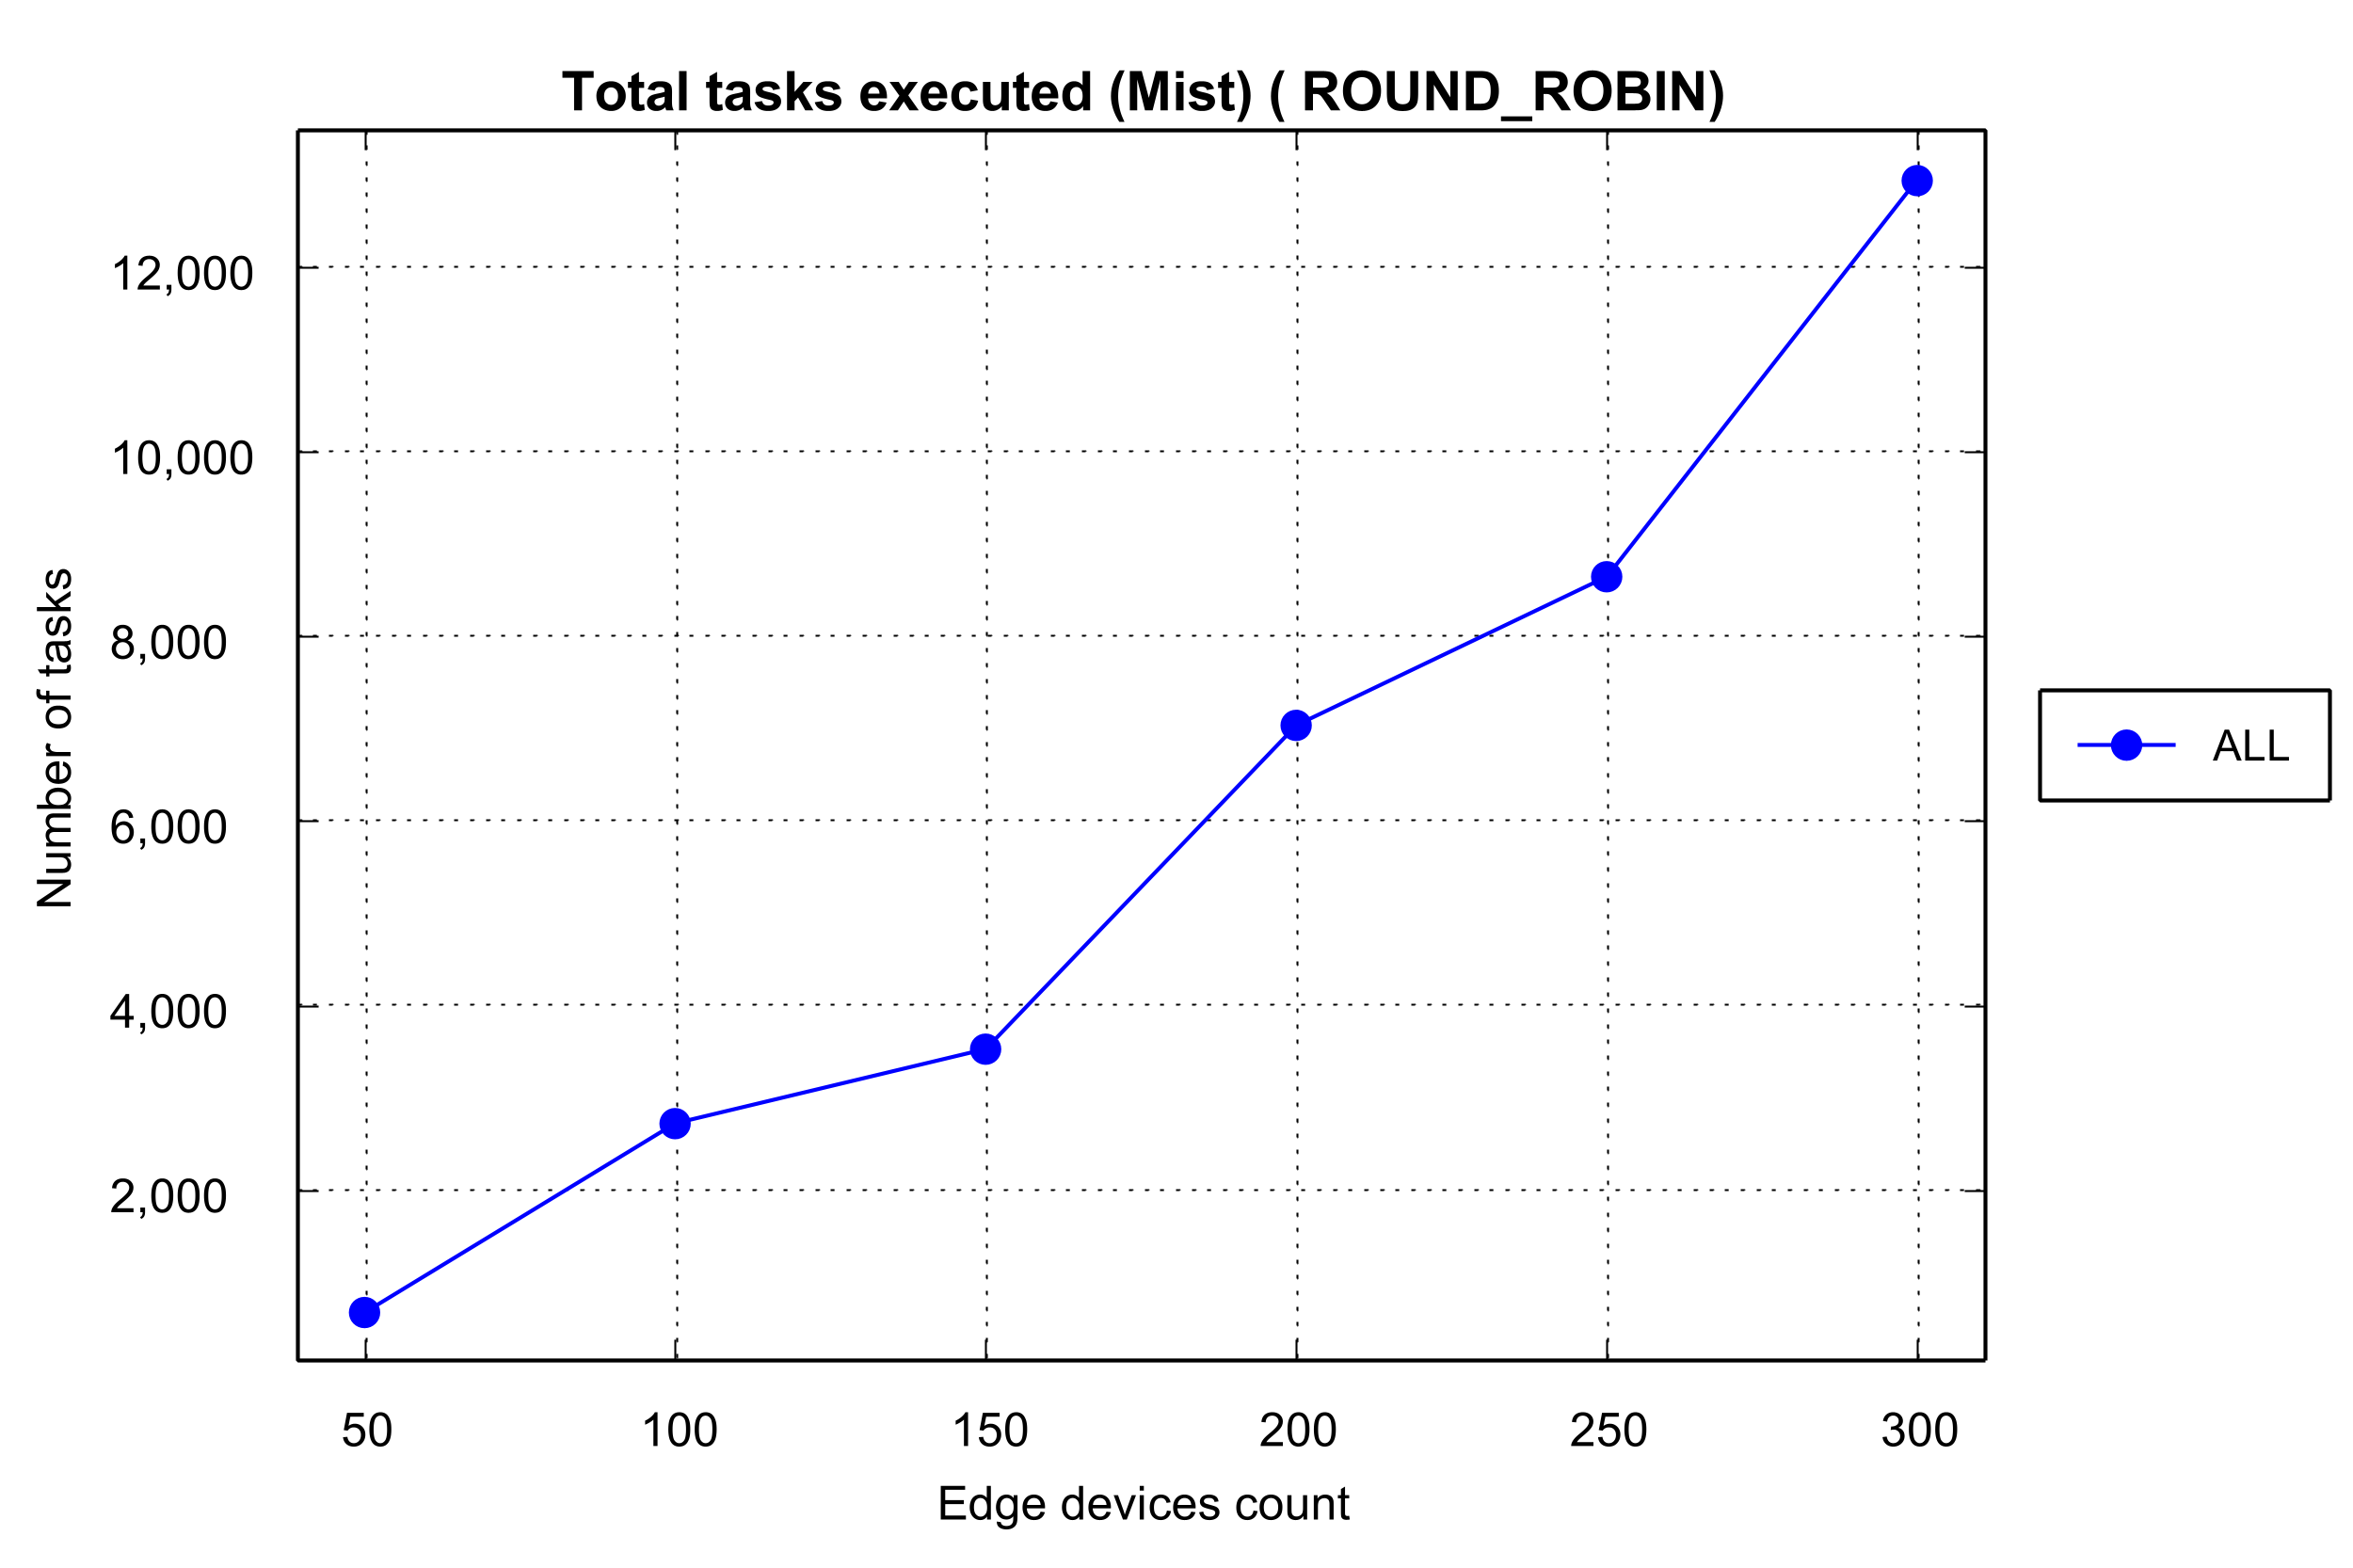 Total tasks executed (Mist) ( ROUND_ROBIN)
12,000
10,000
8,000
6,000
4,000
2,000
Number of tasks
50 100 150 200 250 300
Edge devices count
ALL